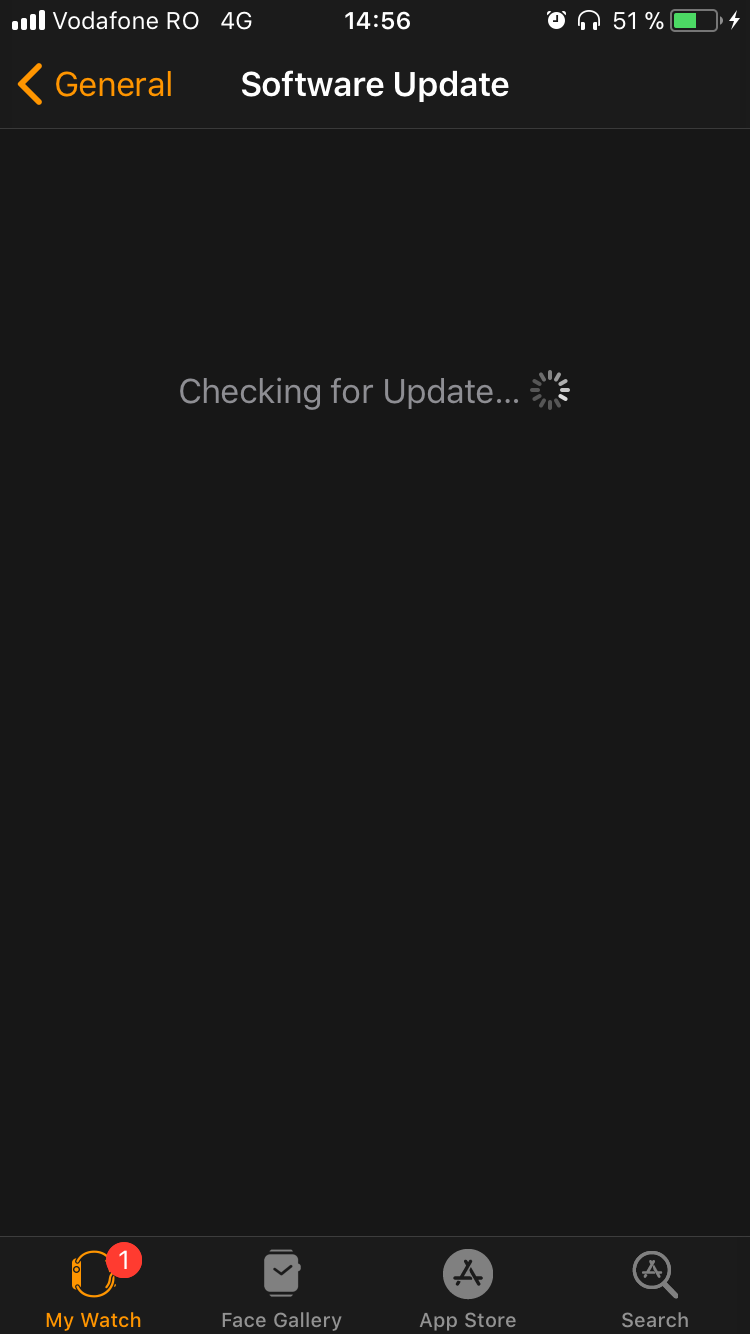 Vodafone RO 4G 14:56 51 %
General Software Update
Checking for Update...
1
My Watch Face Gallery App Store Search